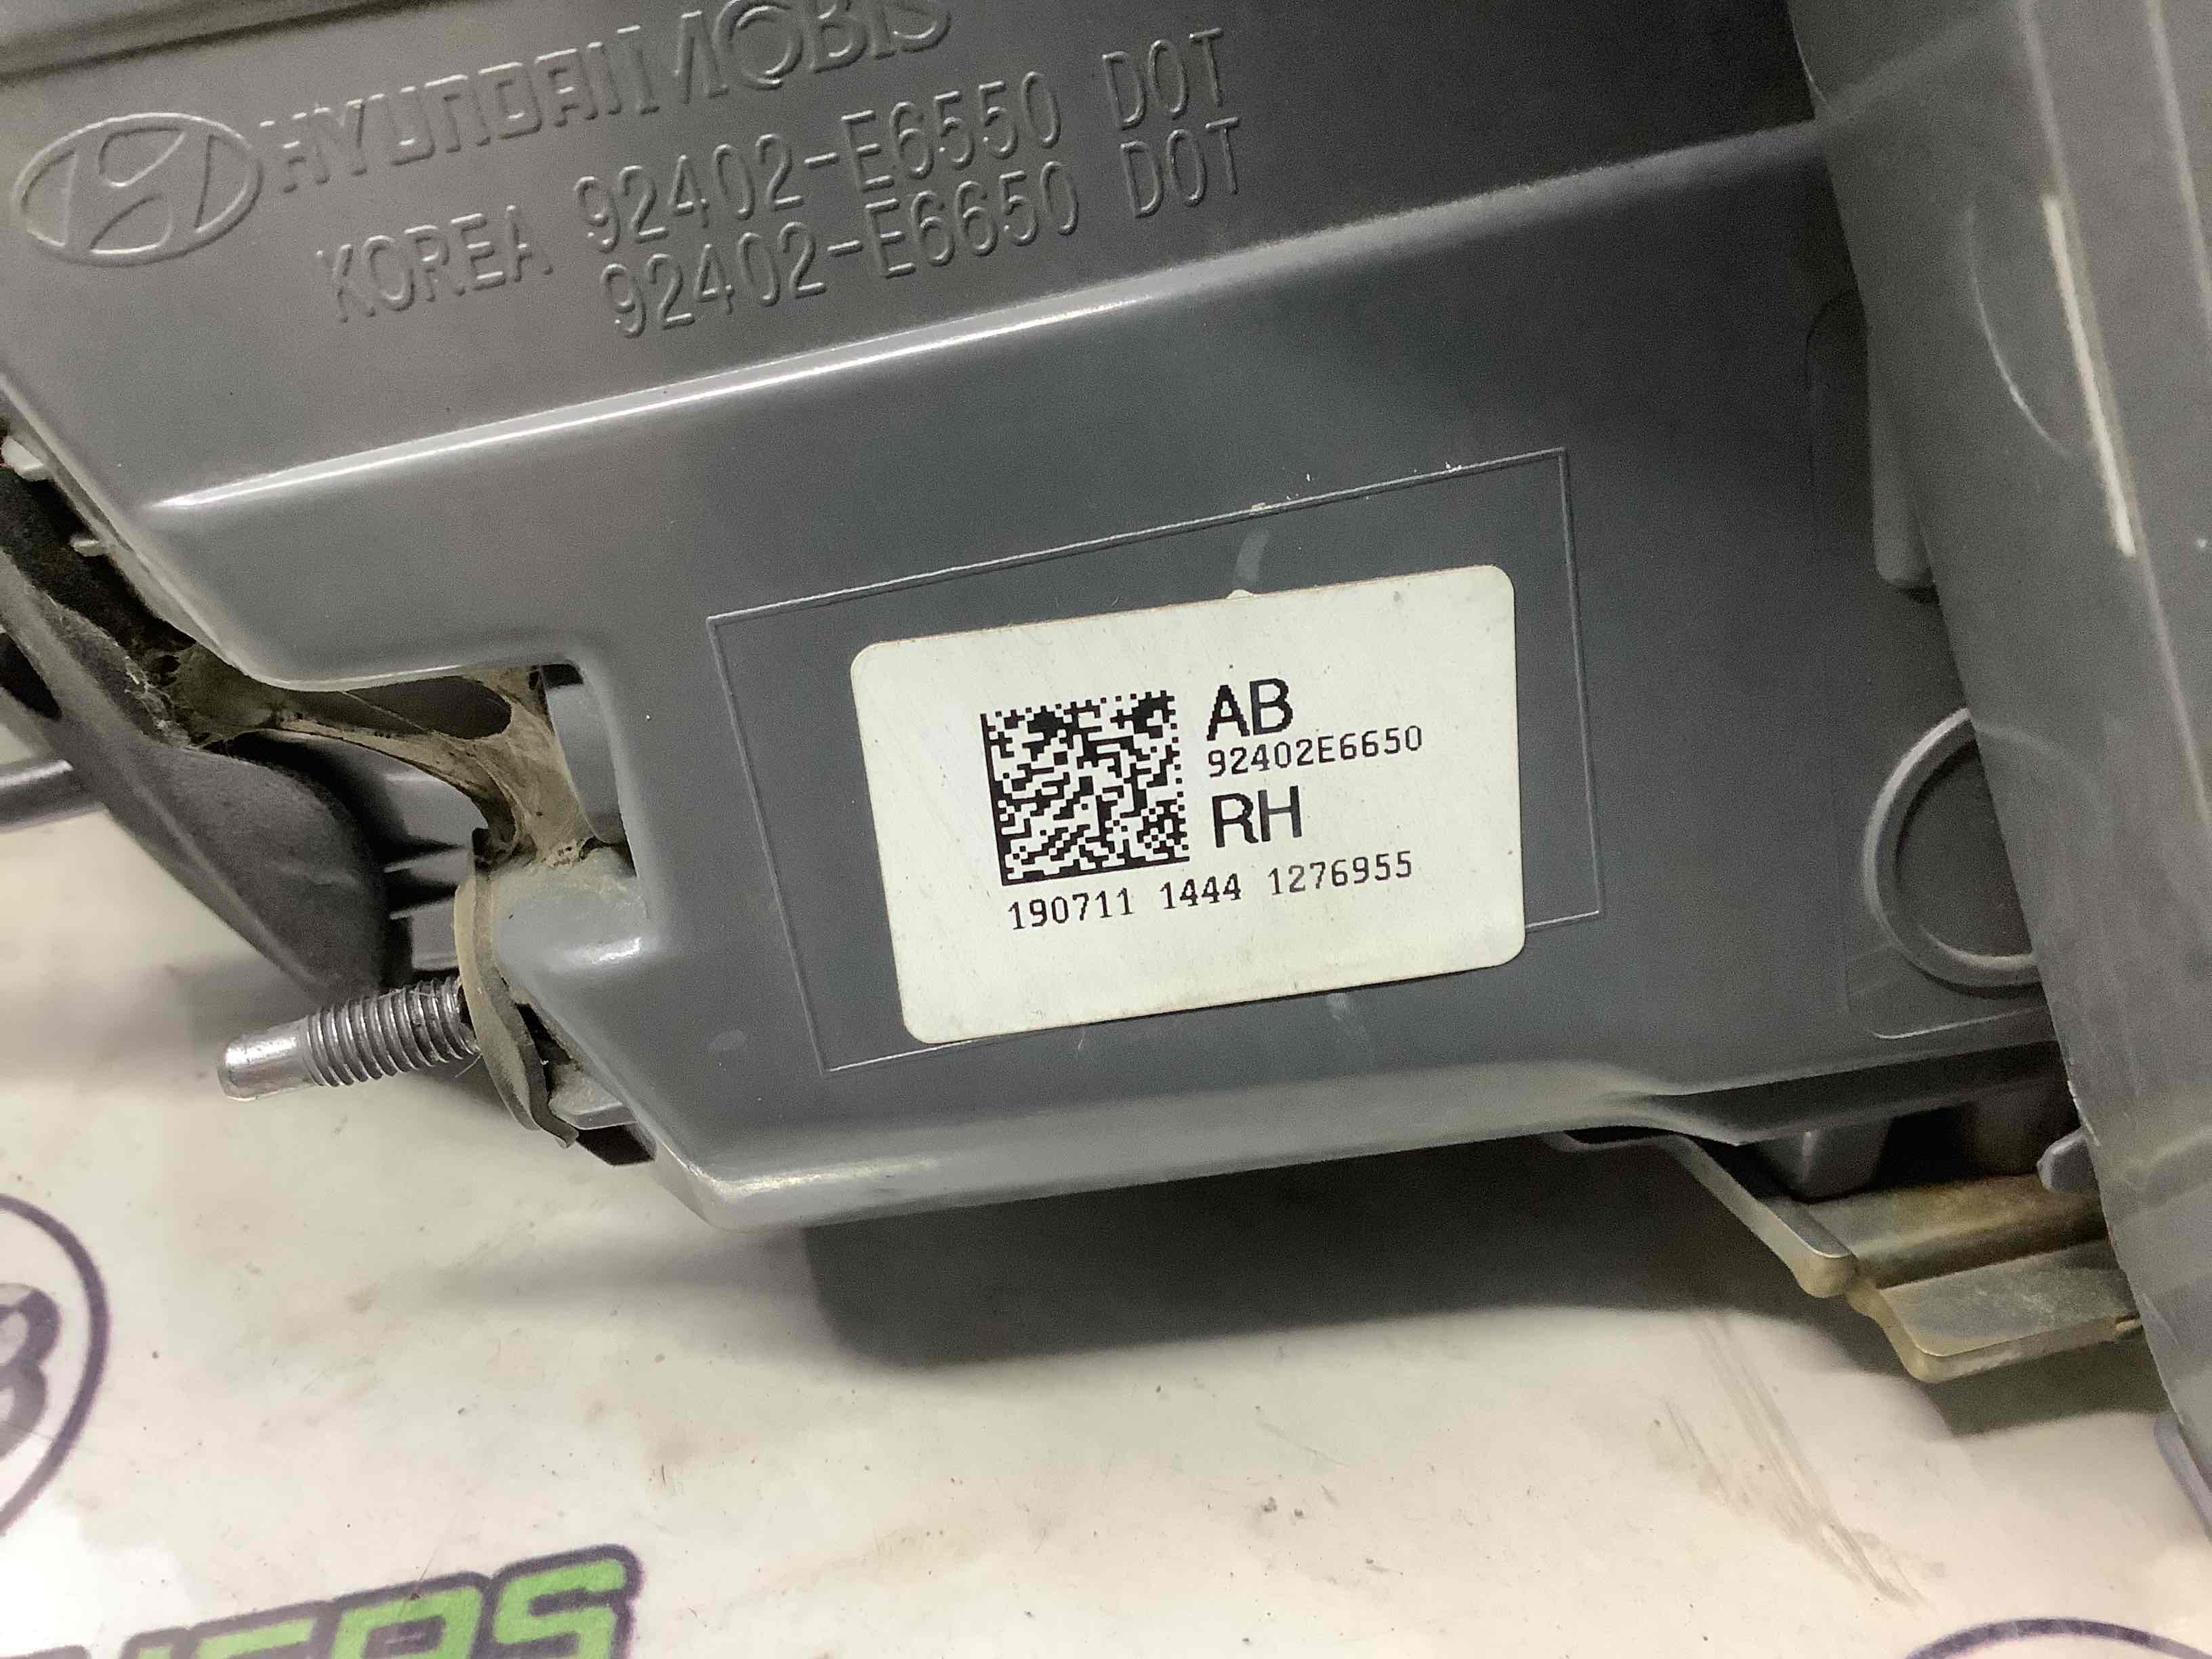 HYUNDAI MOBIS
KOREA 92402-E6550 DOT
92402-E6650 DOT
AB
92402E6650
RH
190711 1444 1276955